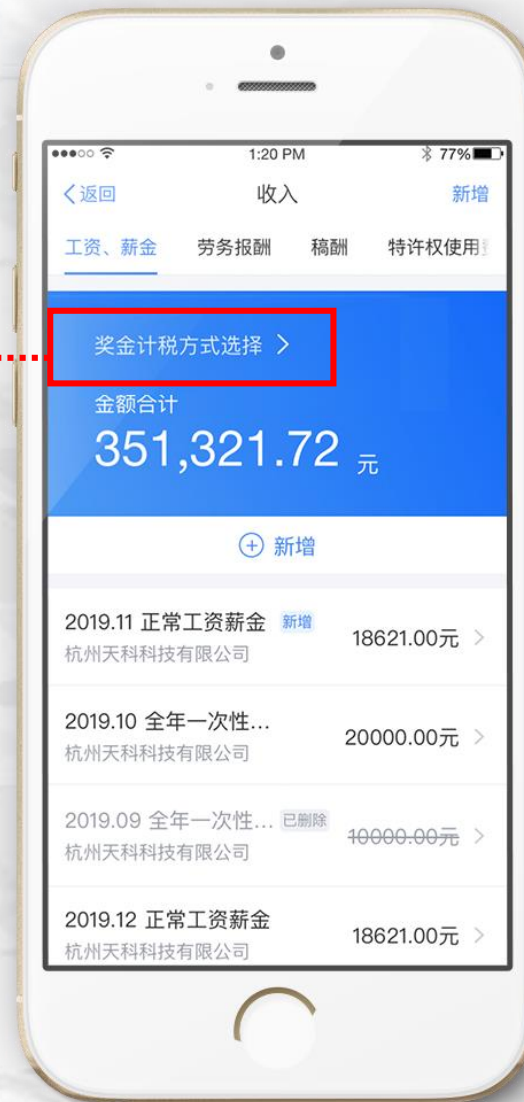 1:20 PM
77%
返回
收入
新增
工资、薪金
劳务报酬
稿酬
特许权使用
奖金计税方式选择
金额合计
351,321.72 元
新增
2019.11 正常工资薪金 新增
18621.00元
杭州天科科技有限公司
2019.10 全年一次性...
20000.00元
杭州天科科技有限公司
2019.09 全年一次性... 已删除
10000.00元
杭州天科科技有限公司
2019.12 正常工资薪金
18621.00元
杭州天科科技有限公司